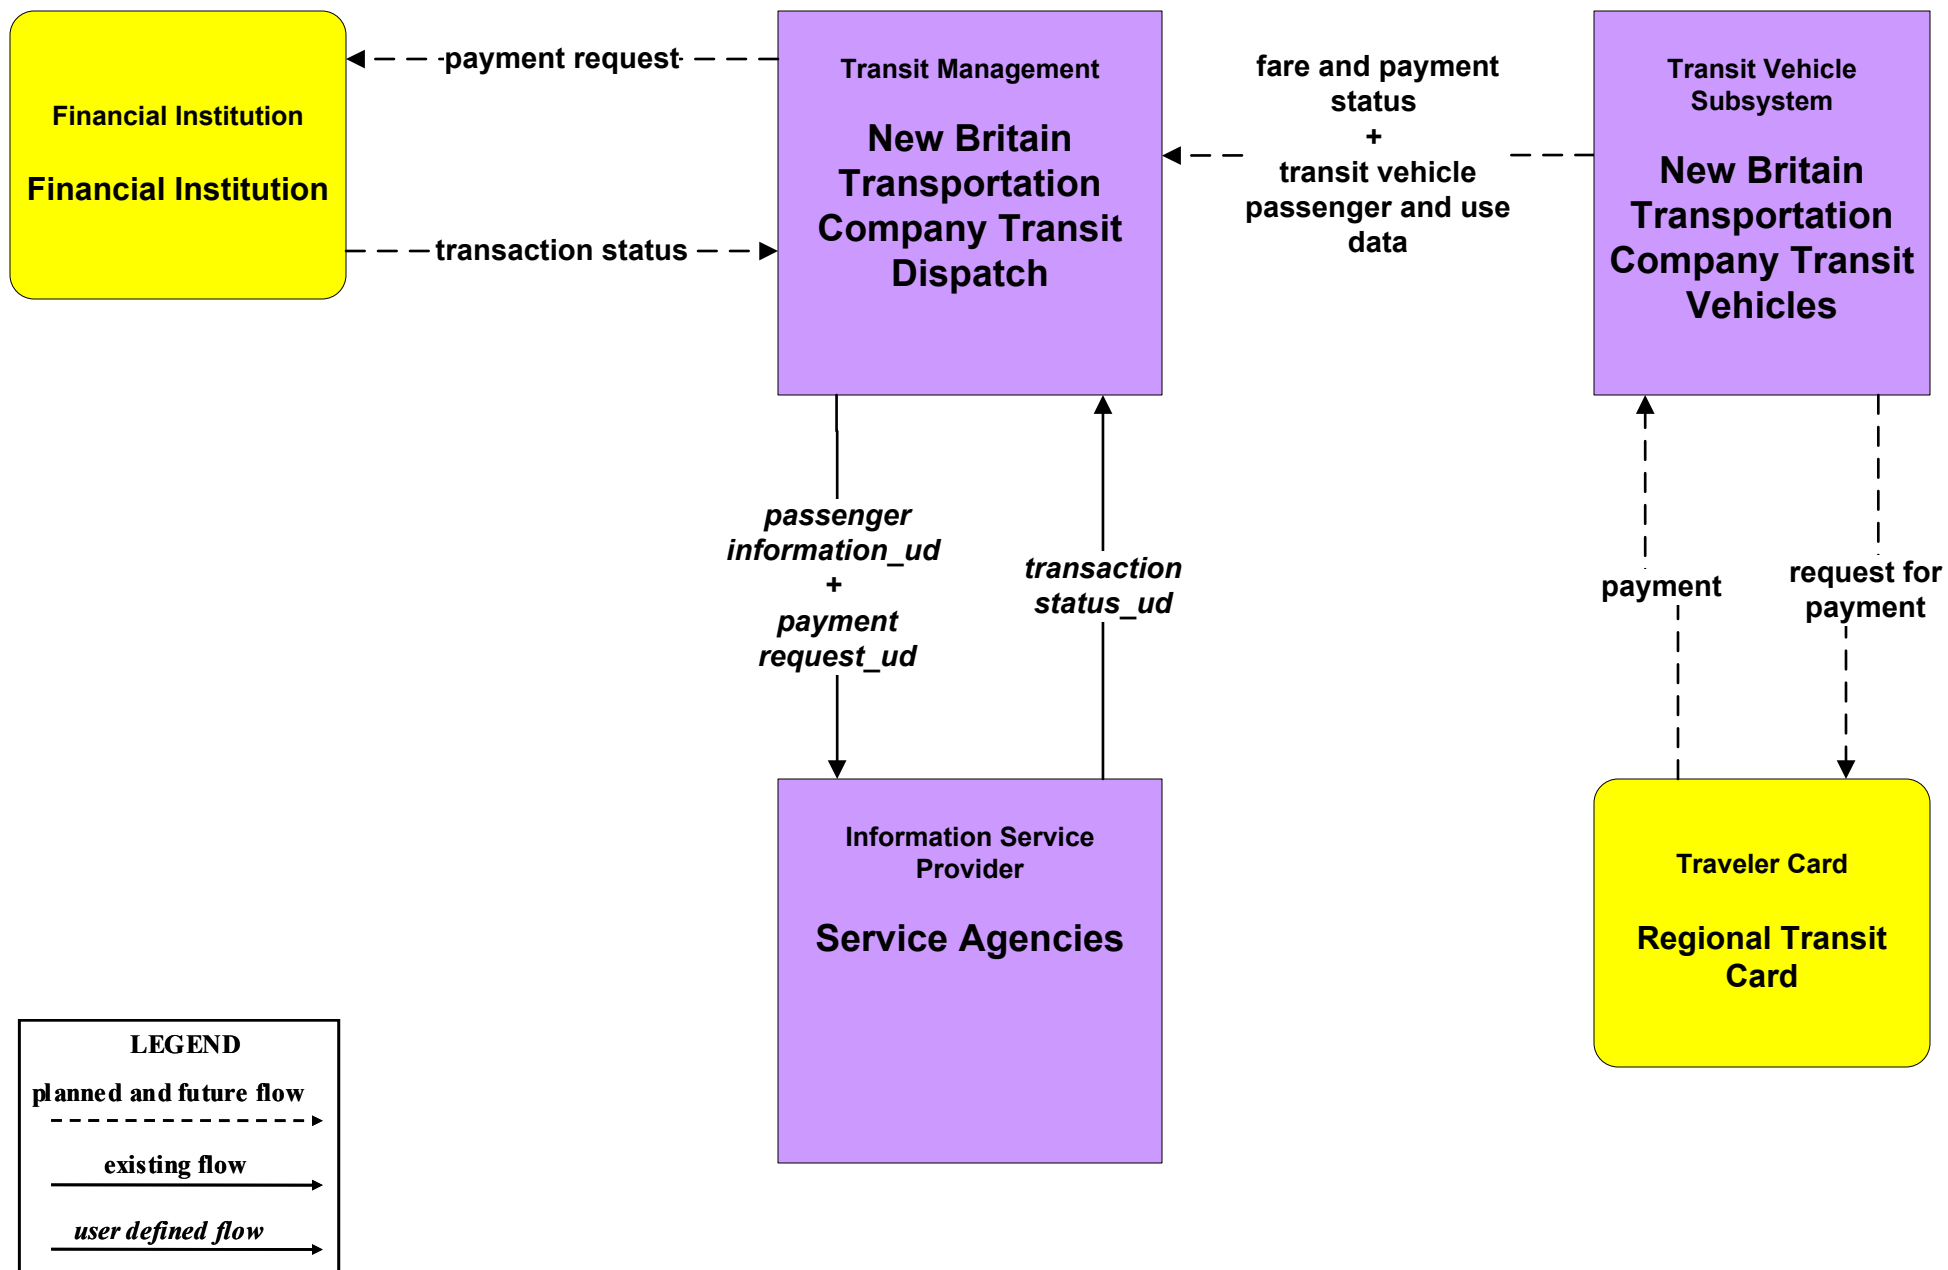 Financial Institution
Financial Institution
payment request
transaction status
Transit Management
New Britain
Transportation
Company Transit
Dispatch
fare and payment
status
+
transit vehicle
passenger and use
data
Transit Vehicle
Subsystem
New Britain
Transportation
Company Transit
Vehicles
passenger
information_ud
+
payment
request_ud
transaction
status_ud
payment
request for
payment
Information Service
Provider
Service Agencies
Traveler Card
Regional Transit
Card
LEGEND
planned and future flow
existing flow
user defined flow